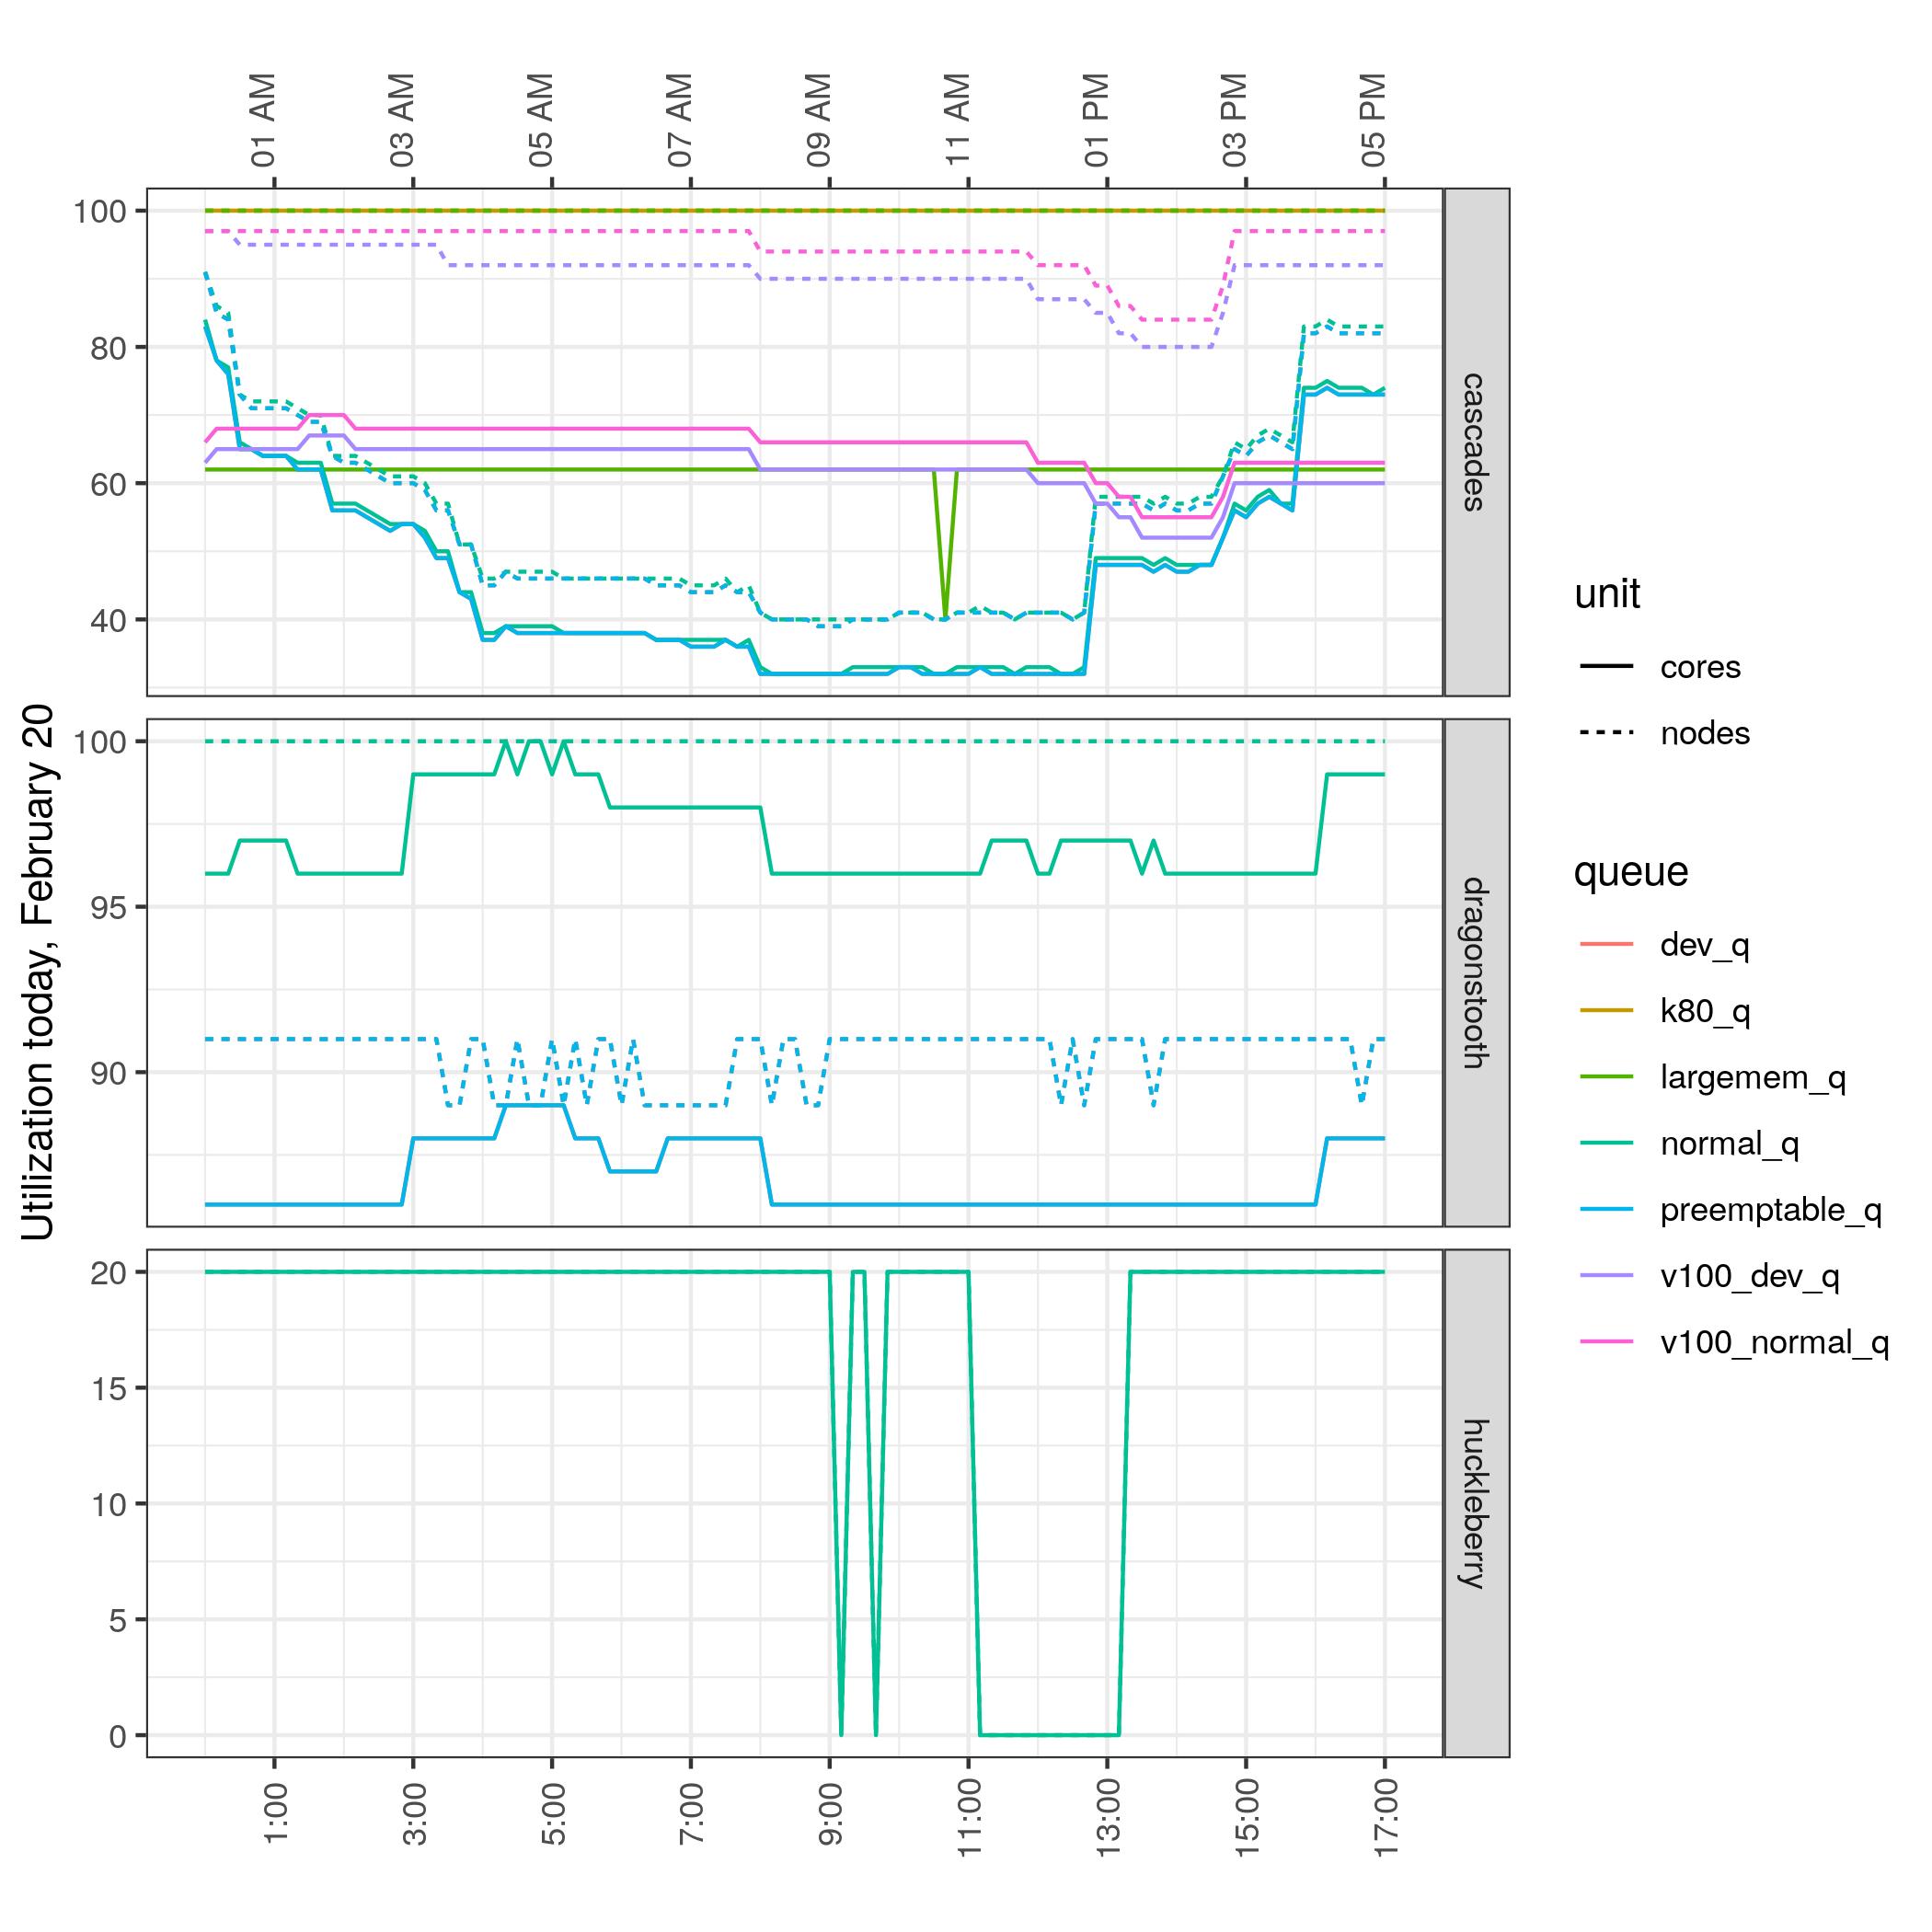 01 AM
03 AM
05 AM
07 AM
09 AM
11 AM
01 PM
03 PM
05 PM
Utilization today, February 20
100
80
60
40
cascades
100
95
90
dragonstooth
20
15
10
5
0
huckleberry
1:00
3:00
5:00
7:00
9:00
11:00
13:00
15:00
17:00
unit
cores
nodes
queue
dev_q
k80_q
largemem_q
normal_q
preemptable_q
v100_dev_q
v100_normal_q